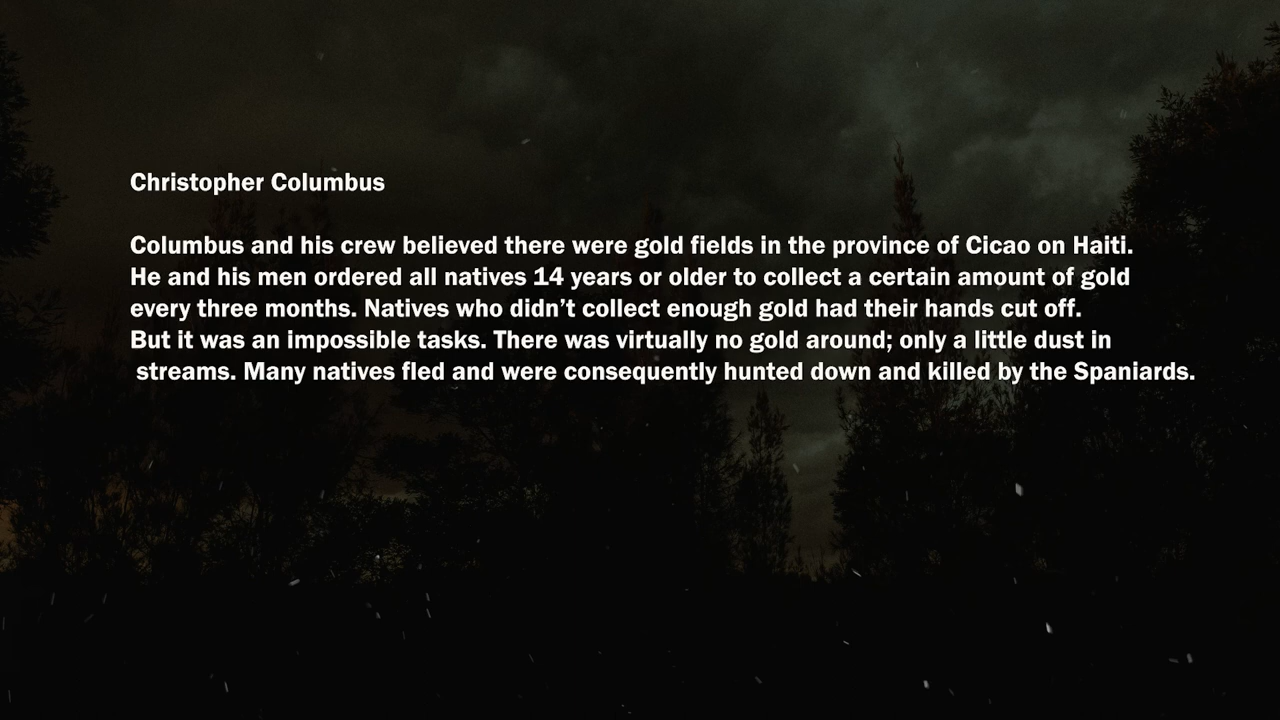 Christopher Columbus
Columbus and his crew believed there were gold fields in the province of Cicao on Haiti.
He and his men ordered all natives 14 years or older to collect a certain amount of gold
every three months. Natives who didn’t collect enough gold had their hands cut off.
But it was an impossible tasks. There was virtually no gold around; only a little dust in
streams. Many natives fled and were consequently hunted down and killed by the Spaniards.